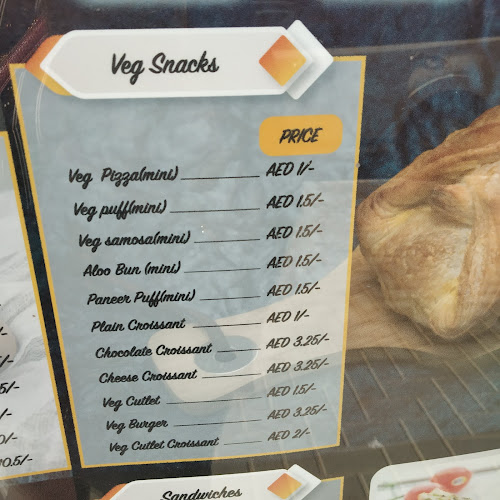 Veg Snacks
PRICE
Veg Pizza(mini) AED 1/-
Veg puff(mini) AED 1.5/-
Veg samosa(mini) AED 1.5/-
Aloo Bun (mini) AED 1.5/-
Paneer Puff(mini) AED 1.5/-
Plain Croissant AED 1/-
Chocolate Croissant AED 3.25/-
Cheese Croissant AED 3.25/-
Veg Cutlet AED 1.5/-
Veg Burger AED 3.25/-
Veg Cutlet Croissant AED 2/-
Sandwiches